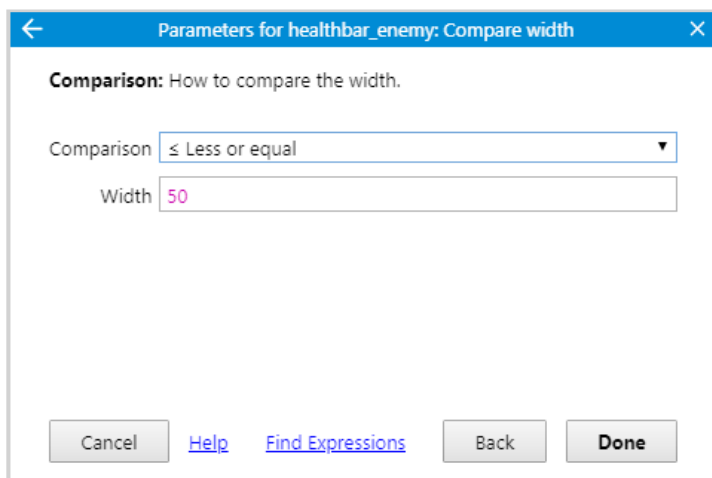 Parameters for healthbar_enemy: Compare width
Comparison: How to compare the width.
Comparison ≤ Less or equal
Width 50
Cancel Help Find Expressions Back Done